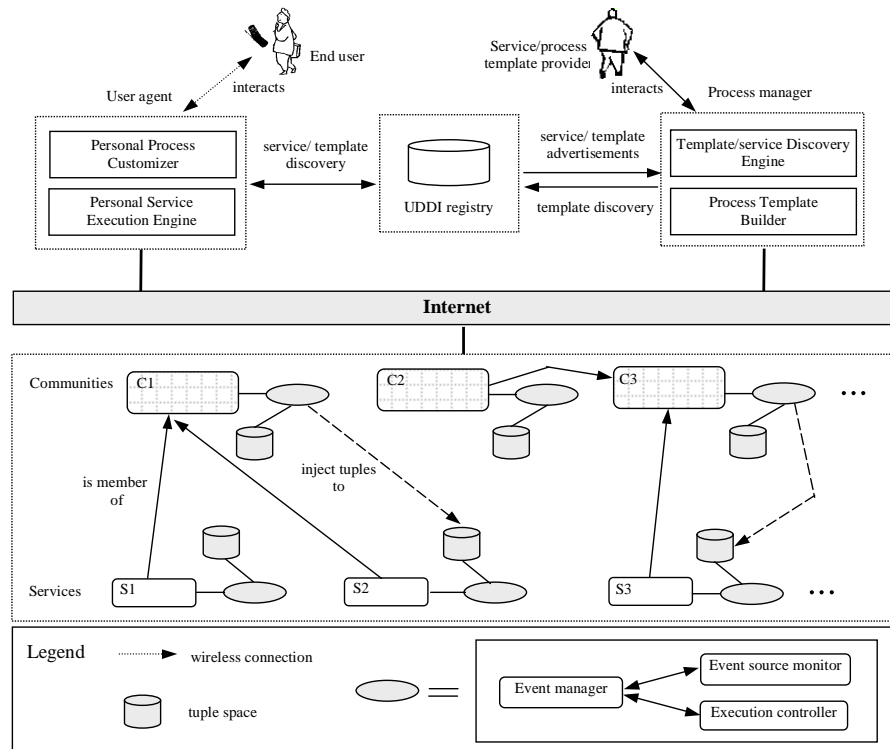 End user
Service/process
template provider
User agent
interacts
interacts
Process manager
Personal Process
Customizer
Personal Service
Execution Engine
service/ template
discovery
UDDI registry
service/ template
advertisements
template discovery
Template/service Discovery
Engine
Process Template
Builder
Internet
Communities
C1
C2
C3
...
is member
of
inject tuples
to
Services
S1
S2
S3
...
Legend
wireless connection
tuple space
Event manager
Event source monitor
Execution controller